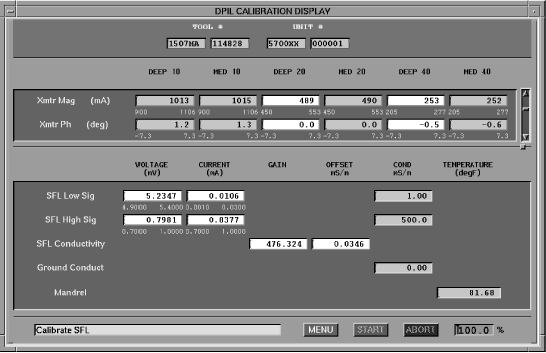 DPIL CALIBRATION DISPLAY
TOOL # UNIT #
1507MA 114828 5700XX 000001
DEEP 10 MED 10 DEEP 20 MED 20 DEEP 40 MED 40
Xmtr Mag (mA) 1013 1015 489 490 253 252
900 1106 900 1106 450 553 450 553 205 277 205 277
Xmtr Ph (deg) 1.2 1.3 0.0 0.0 -0.5 -0.6
-7.3 7.3 -7.3 7.3 -7.3 7.3 -7.3 7.3 -7.3 7.3 -7.3 7.3
VOLTAGE CURRENT GAIN OFFSET COND TEMPERATURE
(mV) (mA) mS/m mS/m (degF)
SFL Low Sig 5.2347 0.0106 1.00
4.9000 5.4000 0.0010 0.0300
SFL High Sig 0.7981 0.8377 500.0
0.7000 1.0000 0.7000 1.0000
SFL Conductivity 476.324 0.0346
Ground Conduct 0.00
Mandrel 81.68
Calibrate SFL MENU START ABORT 100.0 %